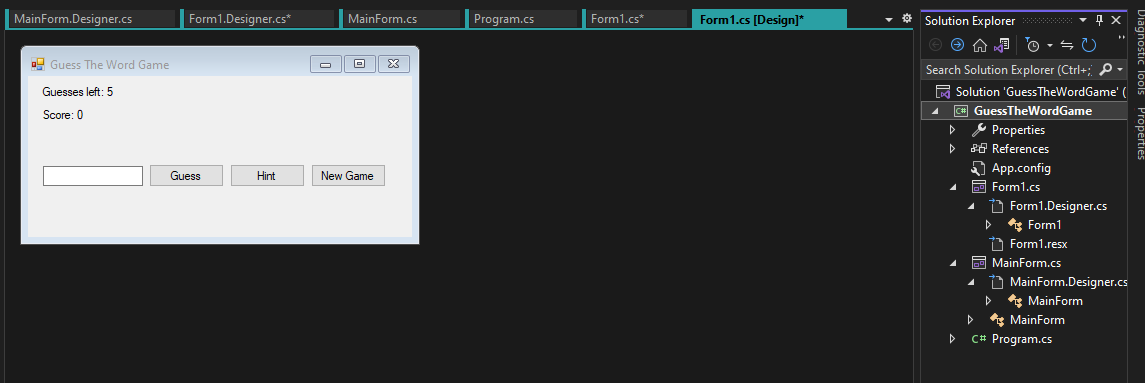 MainForm.Designer.cs
Form1.Designer.cs*
MainForm.cs
Program.cs
Form1.cs*
Form1.cs [Design]*
Guess The Word Game
Guesses left: 5
Score: 0
Guess
Hint
New Game
Solution Explorer
Search Solution Explorer (Ctrl+;
Solution 'GuessTheWordGame' (
C# GuessTheWordGame
Properties
References
App.config
Form1.cs
Form1.Designer.cs
Form1
Form1.resx
MainForm.cs
MainForm.Designer.cs
MainForm
MainForm
C# Program.cs
Diagnostic Tools
Properties